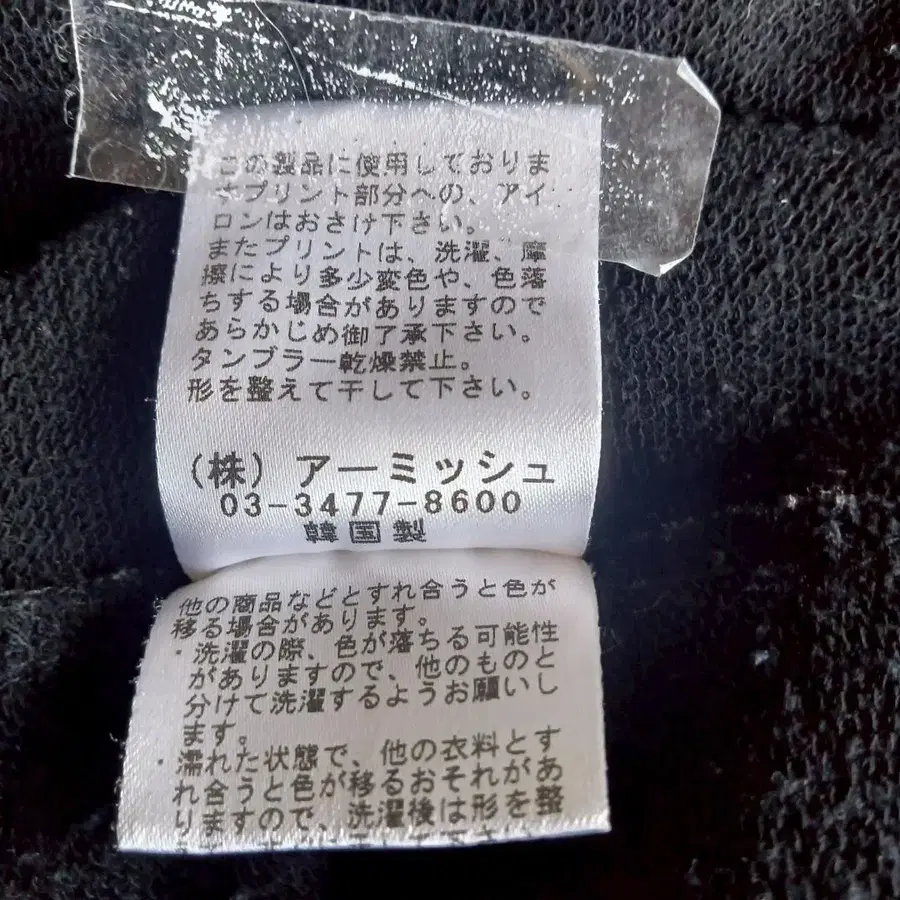 この製品に使用しておりま
すプリント部分への、アイ
ロンはおさけ下さい。
またプリントは、洗濯、摩
擦により多少変色や、色落
ちする場合がありますので
あらかじめ御了承下さい。
タンブラー乾燥禁止。
形を整えて干して下さい。
(株) アーミッシュ
03-3477-8600
韓国製
他の商品などとすれ合うと色が
移る場合があります。
・洗濯の際、色が落ちる可能性
がありますので、他のものと
分けて洗濯するようお願いし
ます。
・濡れた状態で、他の衣料とす
れ合うと色が移るおそれがあ
りますので、洗濯後は形を整